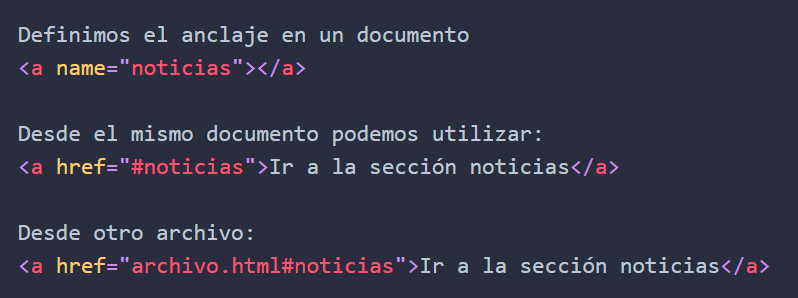 Definimos el anclaje en un documento
<a name="noticias"></a>
Desde el mismo documento podemos utilizar:
<a href="#noticias">Ir a la sección noticias</a>
Desde otro archivo:
<a href="archivo.html#noticias">Ir a la sección noticias</a>